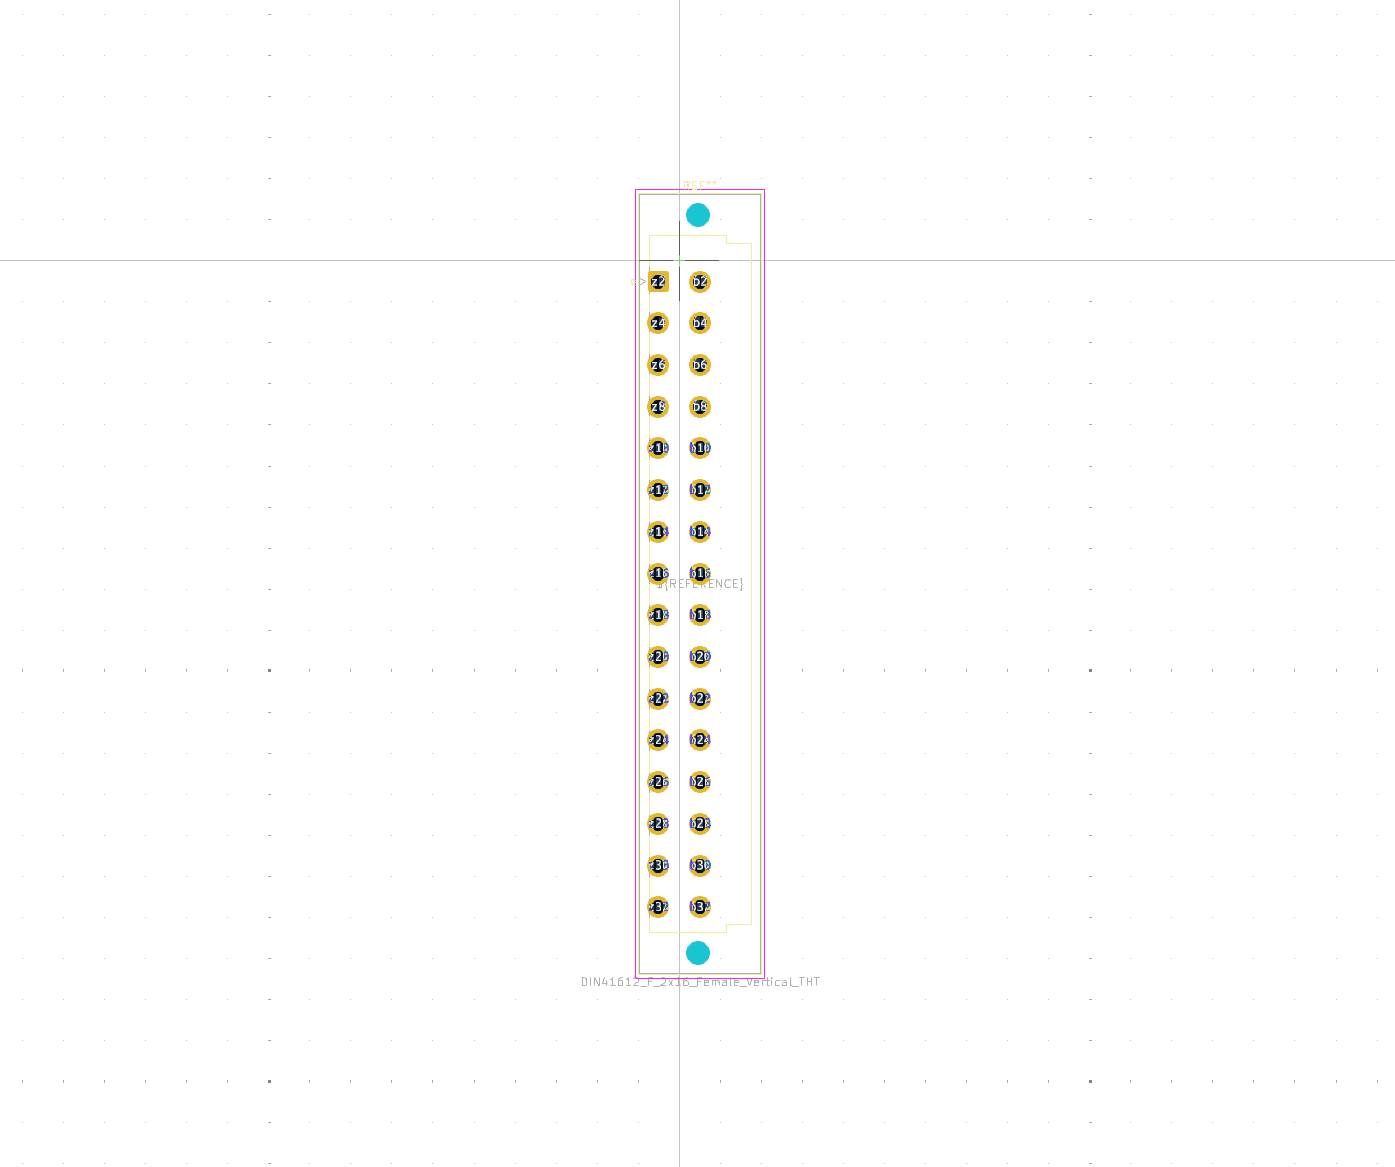 REF**
z2 b2
z4 b4
z6 b6
z8 b8
z10 b10
z12 b12
z14 b14
z16 b16
${REFERENCE}
z18 b18
z20 b20
z22 b22
z24 b24
z26 b26
z28 b28
z30 b30
z32 b32
DIN41612_F_2x16_Female_Vertical_THT